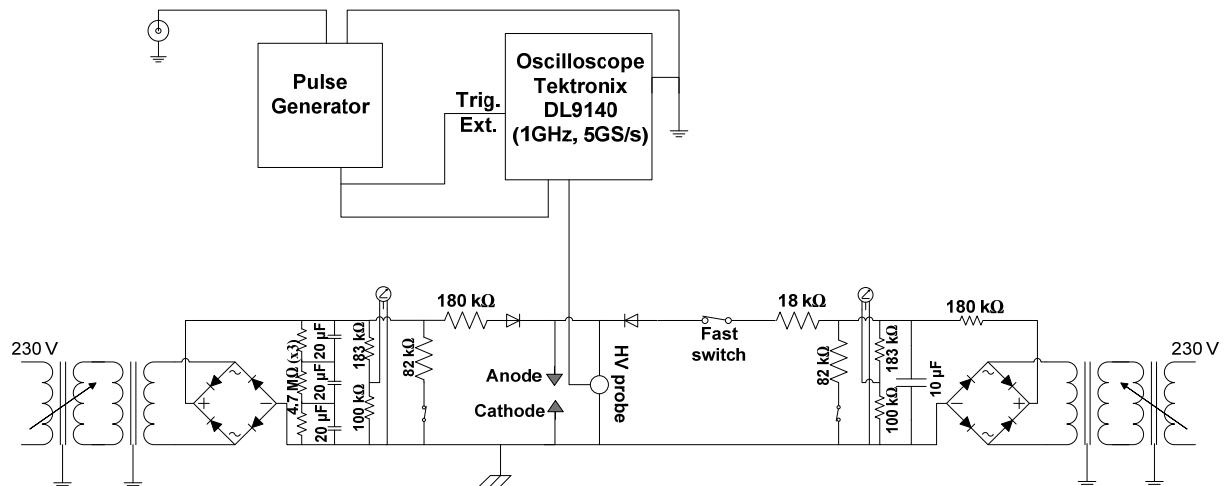 Pulse
Generator
Oscilloscope
Tektronix
DL9140
(1GHz, 5GS/s)
Trig.
Ext.
230 V
4.7 MΩ (x3)
20 µF
20 µF
20 µF
183 kΩ
100 kΩ
82 kΩ
180 kΩ
Anode
Cathode
HV probe
Fast
switch
18 kΩ
82 kΩ
183 kΩ
100 kΩ
10 µF
180 kΩ
230 V